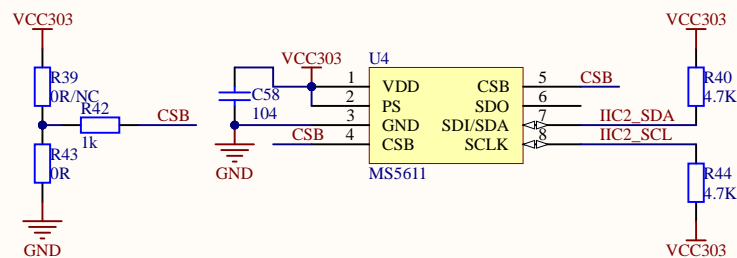 VCC303
R39
0R/NC
R42
CSB
1k
R43
0R
GND
VCC303
C58
104
GND
CSB
U4
1 VDD CSB 5 CSB
2 PS SDO 6
3 GND SDI/SDA 7 IIC2_SDA
4 CSB SCLK 8 IIC2_SCL
MS5611
VCC303
R40
4.7K
R44
4.7K
VCC303